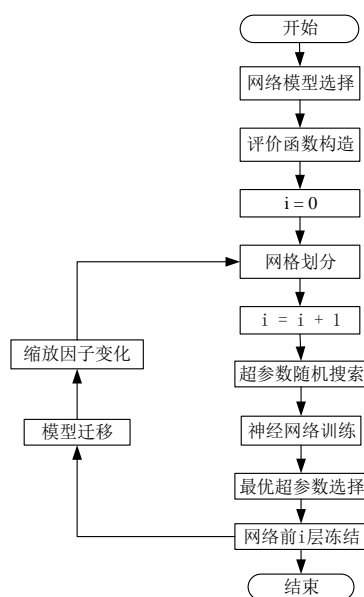 开始
网络模型选择
评价函数构造
i=0
网格划分
i = i + 1
缩放因子变化
超参数随机搜索
模型迁移
神经网络训练
最优超参数选择
网络前i层冻结
结束